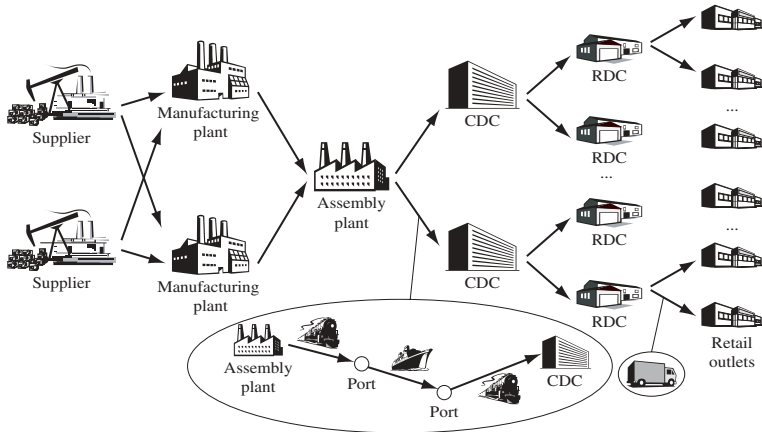 Supplier
Supplier
Manufacturing
plant
Manufacturing
plant
Assembly
plant
CDC
CDC
RDC
RDC
...
RDC
RDC
...
...
Retail
outlets
Assembly
plant
Port
Port
CDC